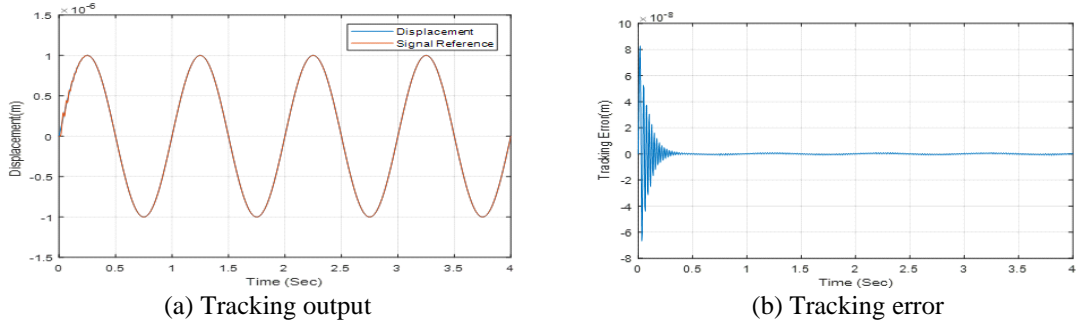 ×10⁻⁶
Displacement
Signal Reference
1.5
1
0.5
0
-0.5
-1
-1.5
Displacement(m)
0 0.5 1 1.5 2 2.5 3 3.5 4
Time (Sec)
(a) Tracking output
10 ×10⁻⁸
8
6
4
2
0
-2
-4
-6
-8
Tracking Error(m)
0 0.5 1 1.5 2 2.5 3 3.5 4
Time (Sec)
(b) Tracking error